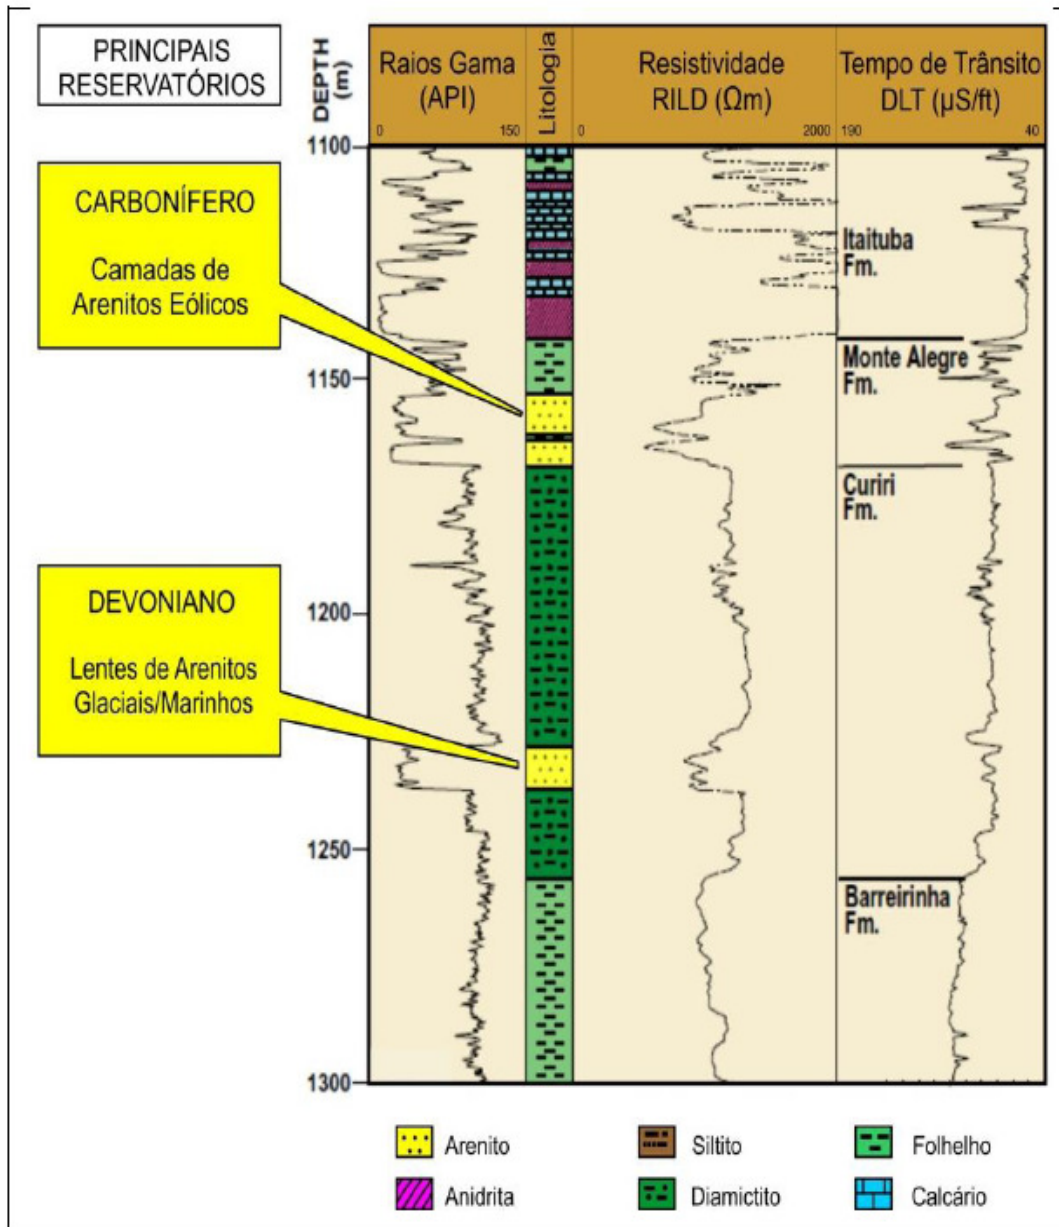 PRINCIPAIS
RESERVATÓRIOS
DEPTH
(m)
Raios Gama
(API)
0 150
Litologia
Resistividade
RILD (Ωm)
0 2000
Tempo de Trânsito
DLT (µS/ft)
190 40
1100
CARBONÍFERO
Camadas de
Arenitos Eólicos
Itaituba
Fm.
Monte Alegre
Fm.
1150
Curiri
Fm.
DEVONIANO
Lentes de Arenitos
Glaciais/Marinhos
1200
1250
Barreirinha
Fm.
1300
Arenito
Siltito
Folhelho
Anidrita
Diamictito
Calcário